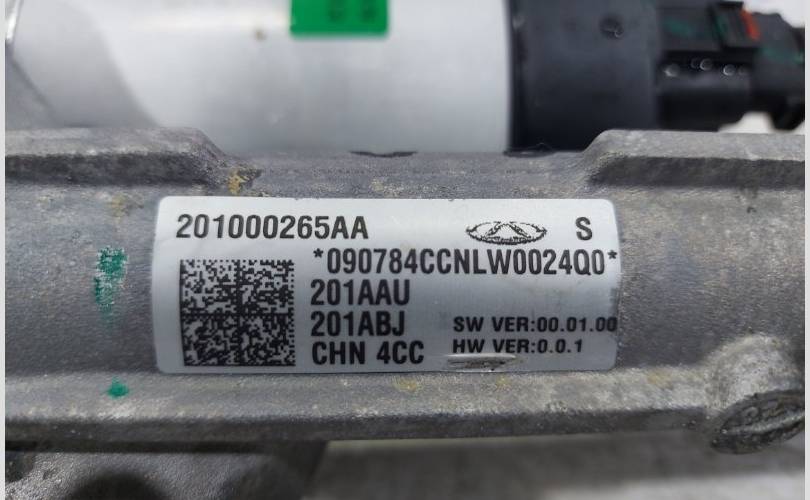 201000265AA
S
*090784CCNLW0024Q0*
201AAU
201ABJ
SW VER:00.01.00
CHN 4CC
HW VER:0.0.1